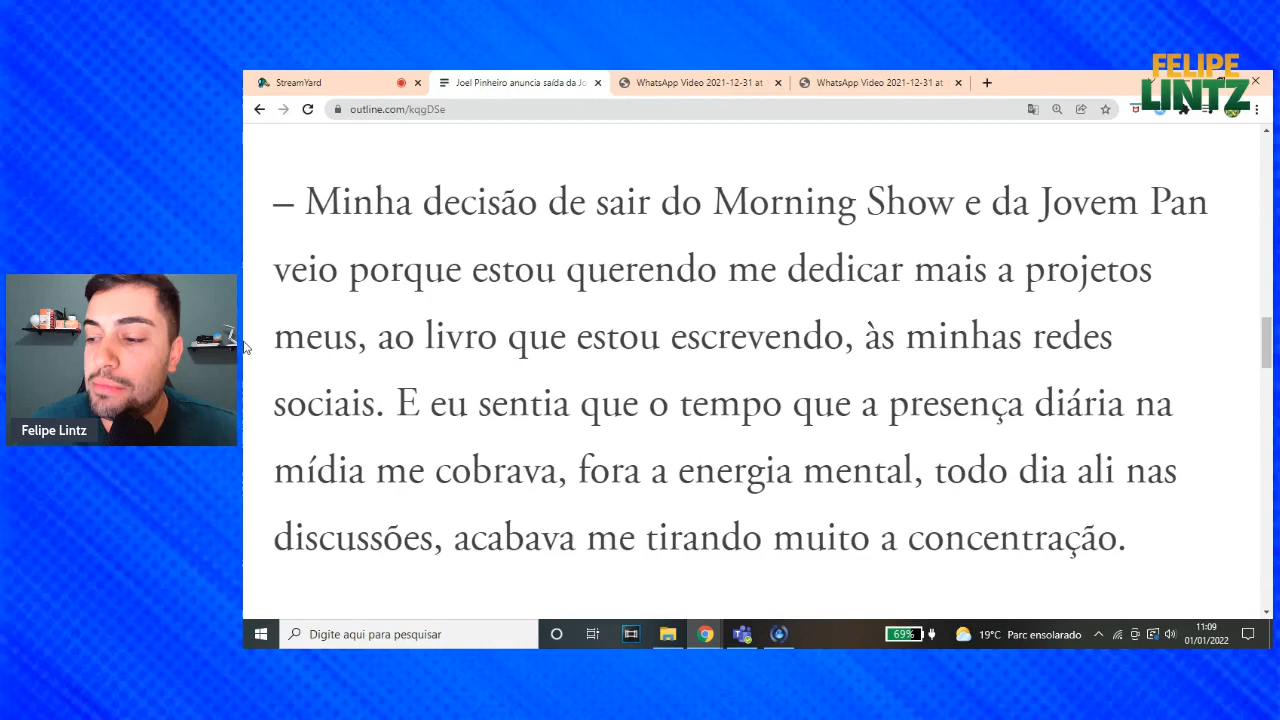 FELIPE
LINTZ
StreamYard
Joel Pinheiro anuncia saída da Jo
WhatsApp Video 2021-12-31 at
WhatsApp Video 2021-12-31 at
outline.com/kqgDSe
– Minha decisão de sair do Morning Show e da Jovem Pan
veio porque estou querendo me dedicar mais a projetos
meus, ao livro que estou escrevendo, às minhas redes
sociais. E eu sentia que o tempo que a presença diária na
mídia me cobrava, fora a energia mental, todo dia ali nas
discussões, acabava me tirando muito a concentração.
Felipe Lintz
Digite aqui para pesquisar
69%
19°C Parc ensolarado
11:09
01/01/2022